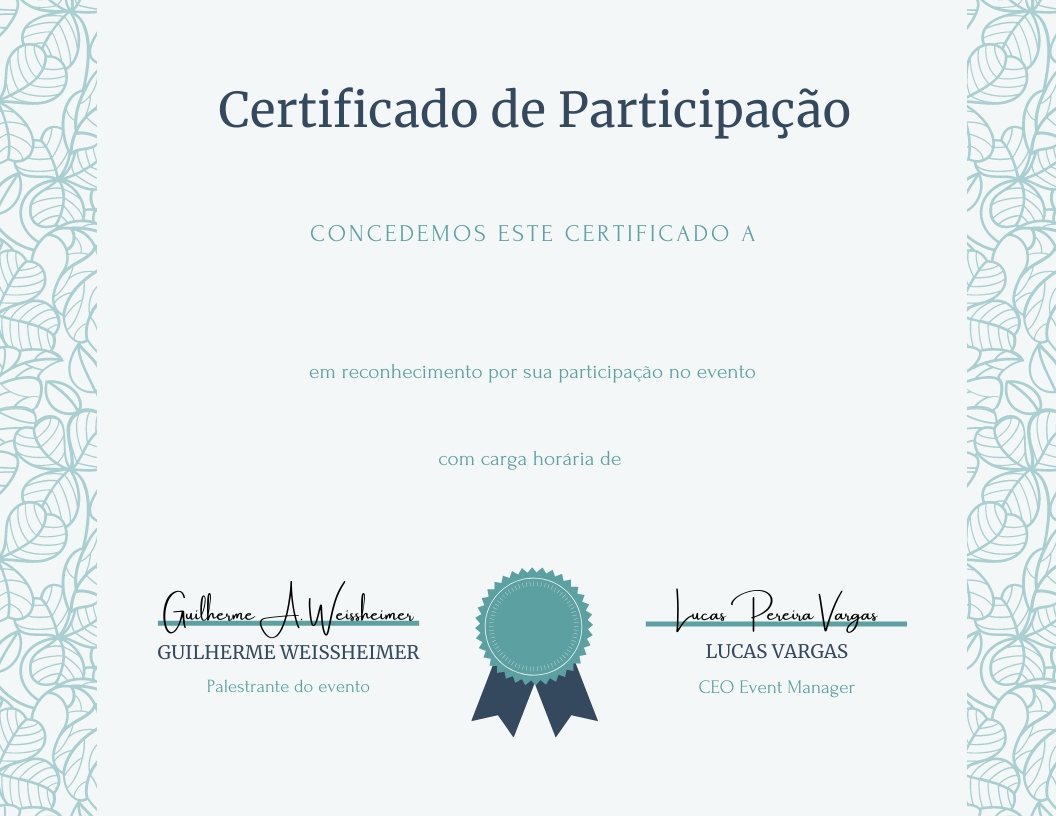 Certificado de Participação
CONCEDEMOS ESTE CERTIFICADO A
em reconhecimento por sua participação no evento
com carga horária de
Guilherme A. Weissheimer
GUILHERME WEISSHEIMER
Palestrante do evento
Lucas Pereira Vargas
LUCAS VARGAS
CEO Event Manager